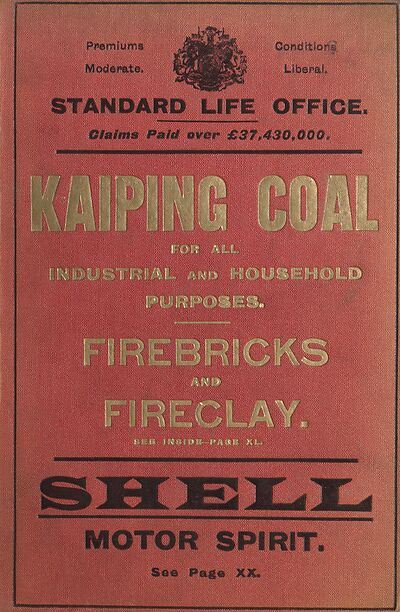 Premiums Conditions
Moderate. Liberal.
STANDARD LIFE OFFICE.
Claims Paid over £37,430,000.
KAIPING COAL
FOR ALL
INDUSTRIAL AND HOUSEHOLD
PURPOSES.
FIREBRICKS
AND
FIRECLAY.
SEE INSIDE—PAGE XL.
SHELL
MOTOR SPIRIT.
See Page XX.